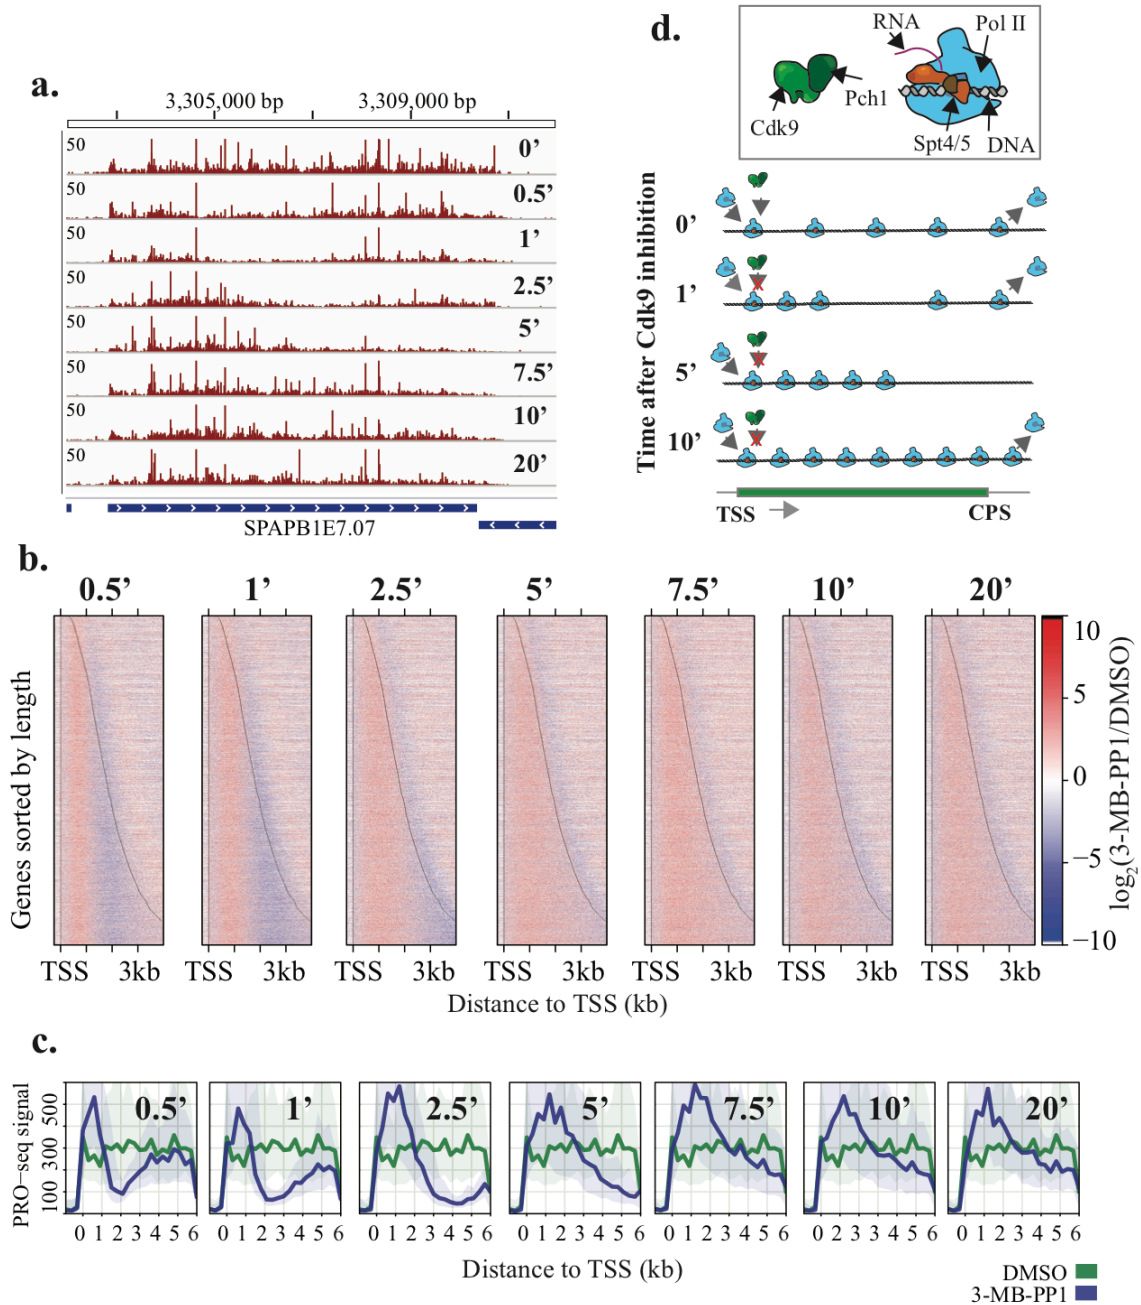 a.
3,305,000 bp 3,309,000 bp
50 0’
50 0.5’
50 1’
50 2.5’
50 5’
50 7.5’
50 10’
50 20’
SPAPB1E7.07
d.
RNA Pol II
Cdk9 Pch1 Spt4/5 DNA
Time after Cdk9 inhibition
0’
1’
5’
10’
TSS CPS
b.
0.5’ 1’ 2.5’ 5’ 7.5’ 10’ 20’
Genes sorted by length
10
5
0
−5
−10
log2(3-MB-PP1/DMSO)
TSS 3kb TSS 3kb TSS 3kb TSS 3kb TSS 3kb TSS 3kb TSS 3kb
Distance to TSS (kb)
c.
PRO−seq signal
100 300 500
0.5’ 1’ 2.5’ 5’ 7.5’ 10’ 20’
0 1 2 3 4 5 6 0 1 2 3 4 5 6 0 1 2 3 4 5 6 0 1 2 3 4 5 6 0 1 2 3 4 5 6 0 1 2 3 4 5 6 0 1 2 3 4 5 6
Distance to TSS (kb)
DMSO
3-MB-PP1